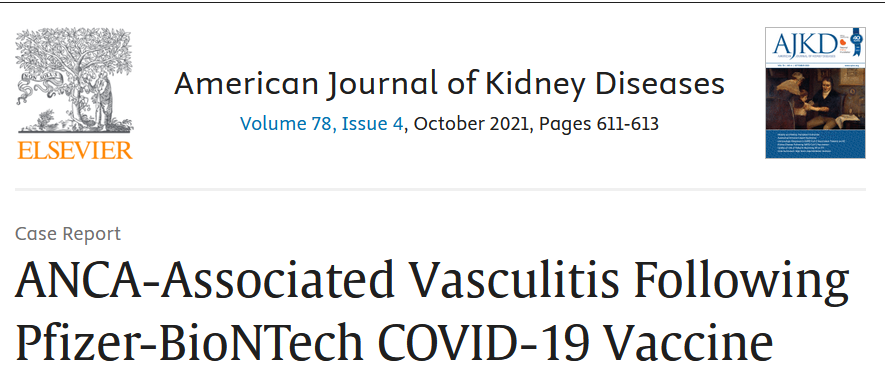 American Journal of Kidney Diseases
Volume 78, Issue 4, October 2021, Pages 611-613
ELSEVIER
AJKD
Case Report
ANCA-Associated Vasculitis Following
Pfizer-BioNTech COVID-19 Vaccine